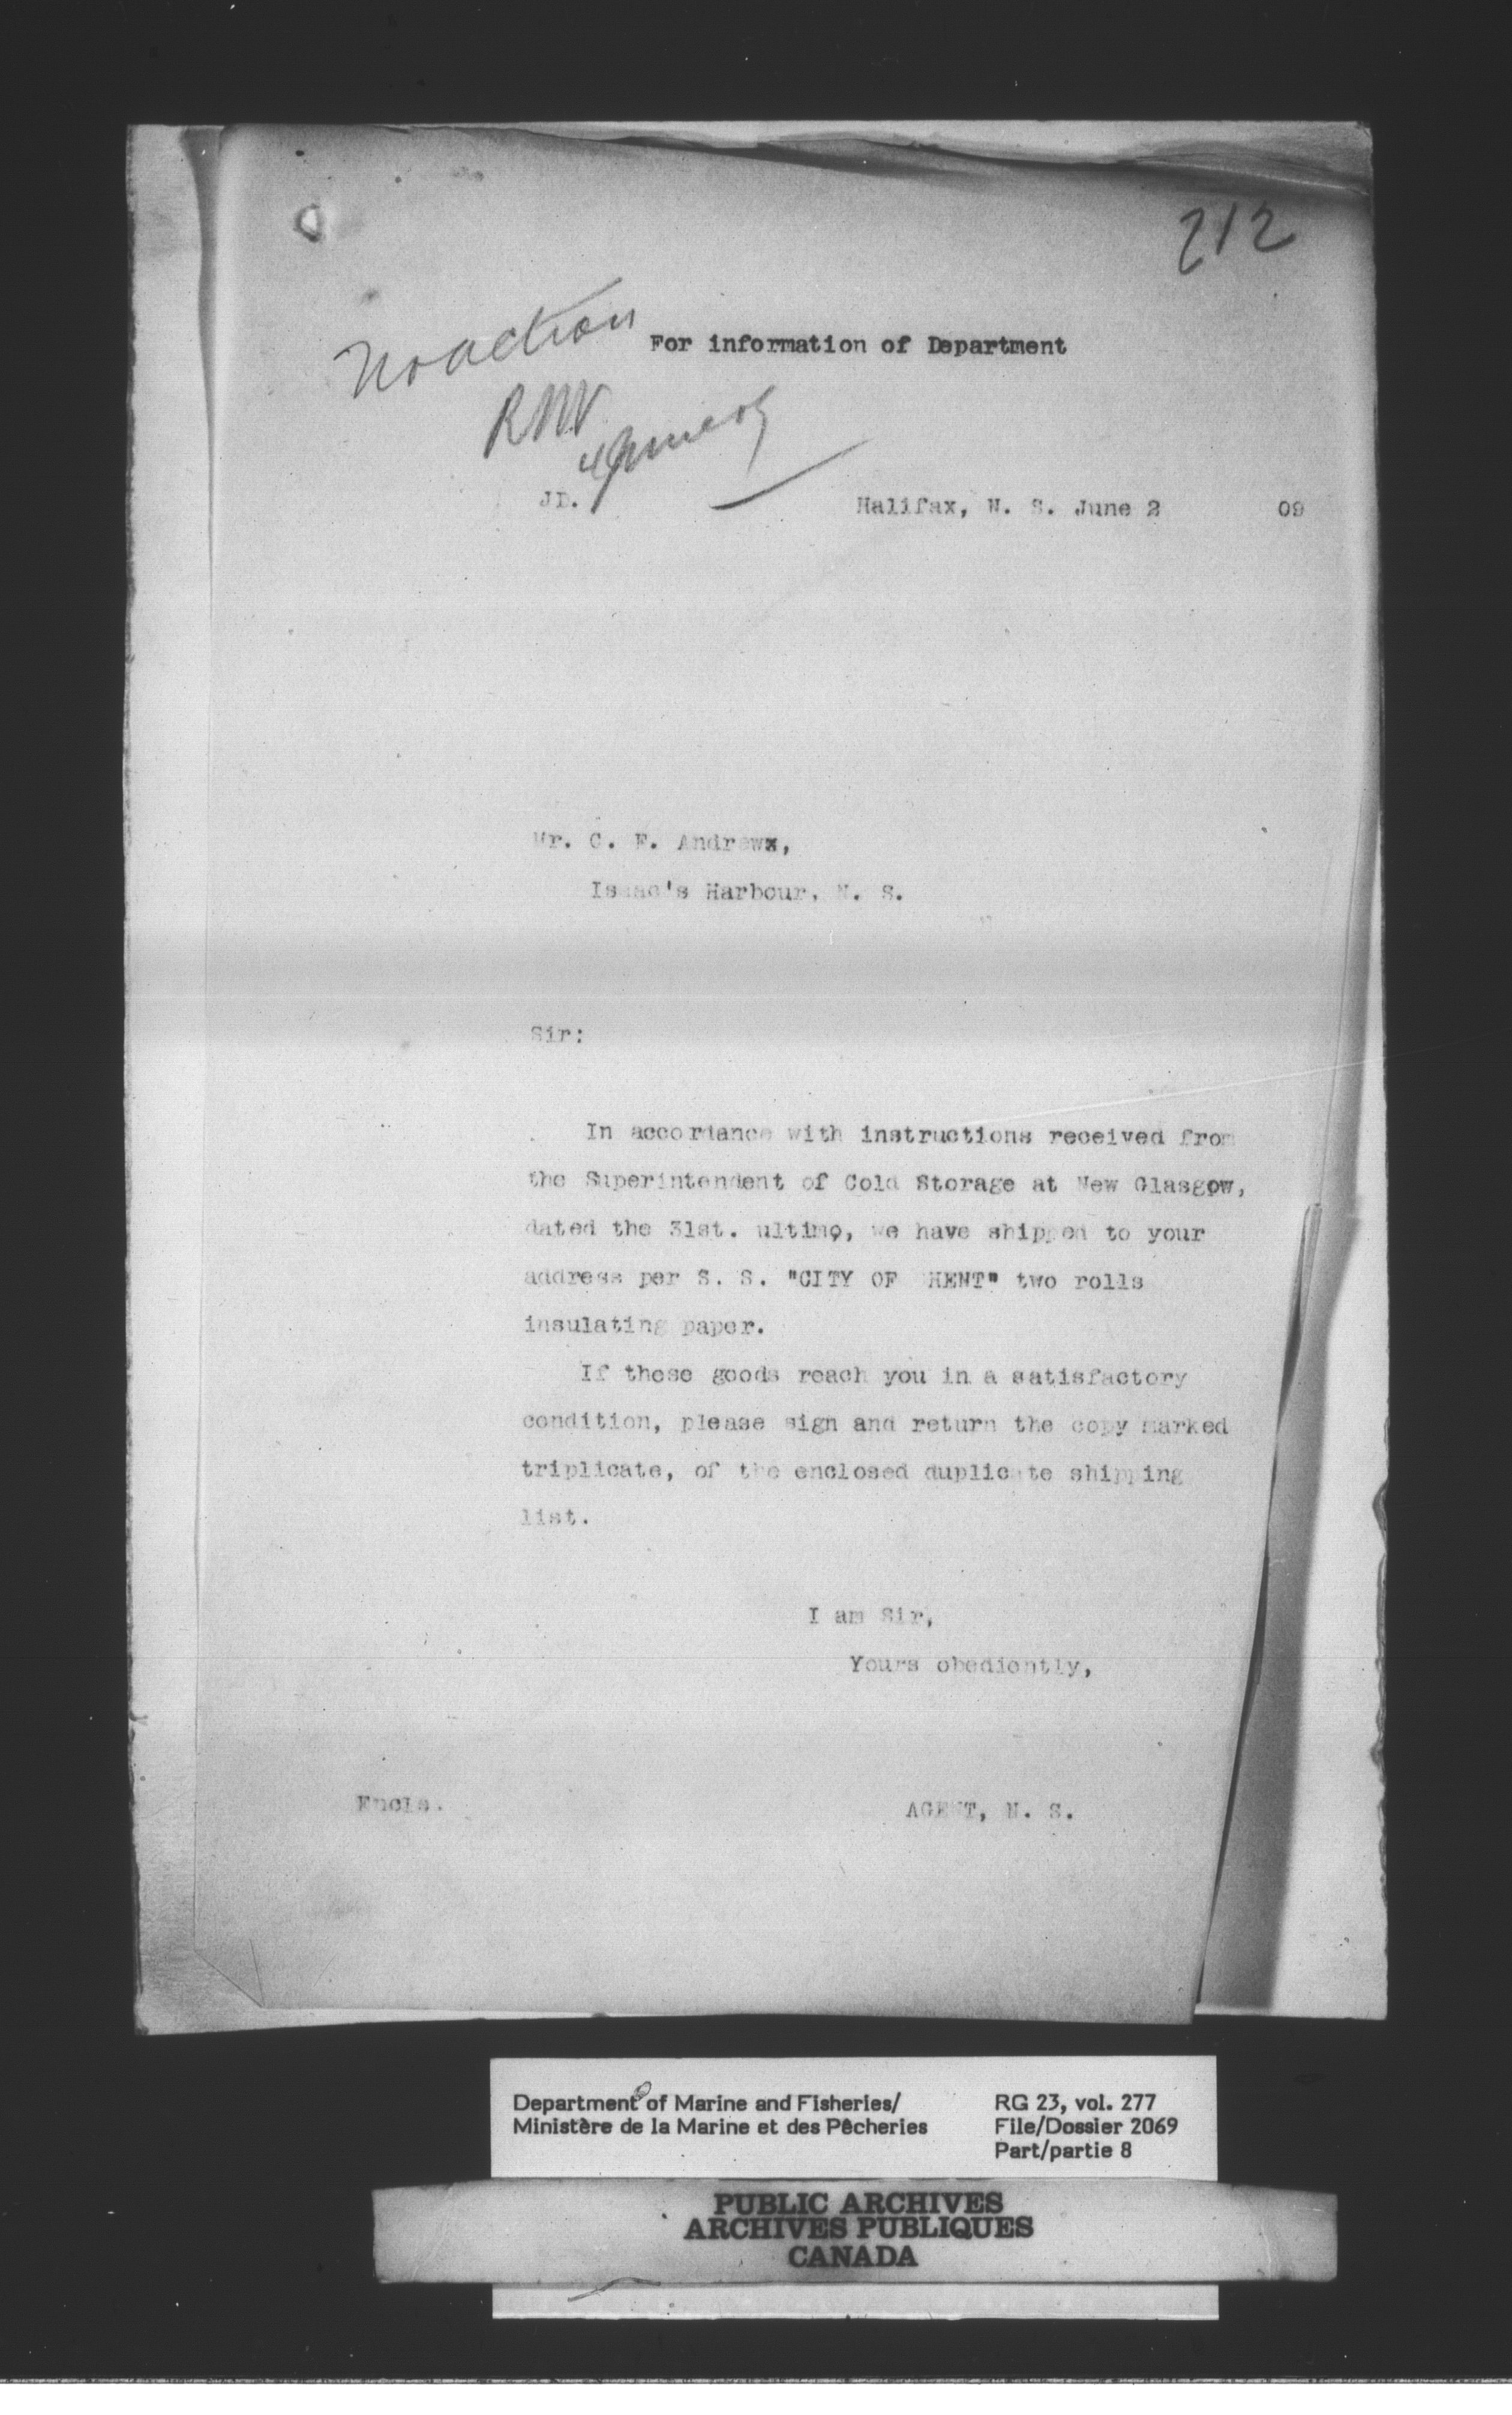 212
No action
For information of Department
RNV
JD.
Halifax, N. S. June 2 09
Mr. C. F. Andrews,
Isaac's Harbour, N. S.
Sir:
In accordance with instructions received from
the Superintendent of Cold Storage at New Glasgow,
dated the 31st. ultimo, we have shipped to your
address per S. S. "CITY OF GHENT" two rolls
insulating paper.
If these goods reach you in a satisfactory
condition, please sign and return the copy marked
triplicate, of the enclosed duplicate shipping
list.
I am Sir,
Yours obediently,
Encls.
AGENT, N. S.
Department of Marine and Fisheries/
Ministère de la Marine et des Pêcheries
RG 23, vol. 277
File/Dossier 2069
Part/partie 8
PUBLIC ARCHIVES
ARCHIVES PUBLIQUES
CANADA